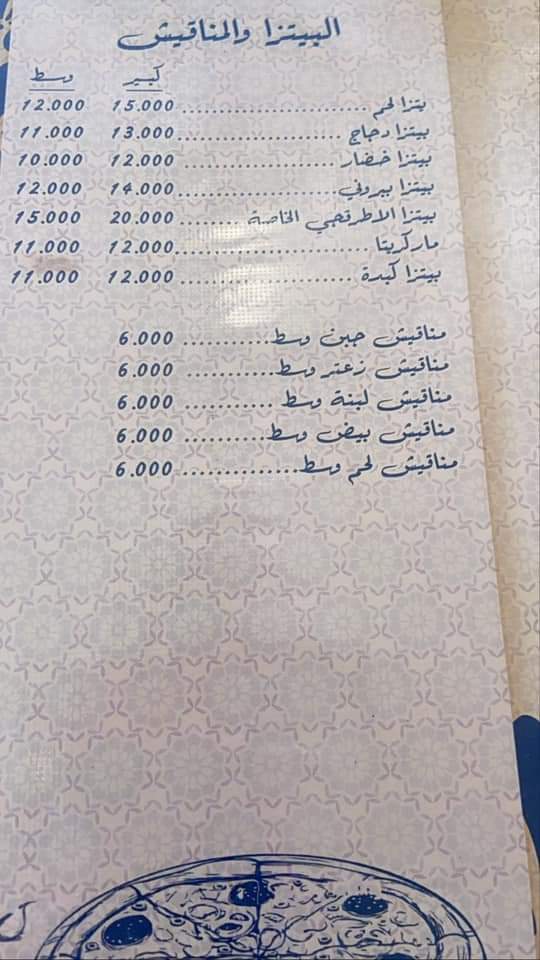 البيتزا والمناقيش
كبير وسط
بتزا لحم .................... 15.000 12.000
بيتزا دجاج .................... 13.000 11.000
بيتزا خضار .................... 12.000 10.000
بيتزا بيروني .................... 14.000 12.000
بيتزا الاطرقجي الخاصة ......... 20.000 15.000
ماركريتا ........................ 12.000 11.000
بيتزا كبدة ..................... 12.000 11.000
مناقيش جبن وسط ........... 6.000
مناقيش زعتر وسط ............ 6.000
مناقيش لبنة وسط ........... 6.000
مناقيش بيض وسط .......... 6.000
مناقيش لحم وسط .............. 6.000